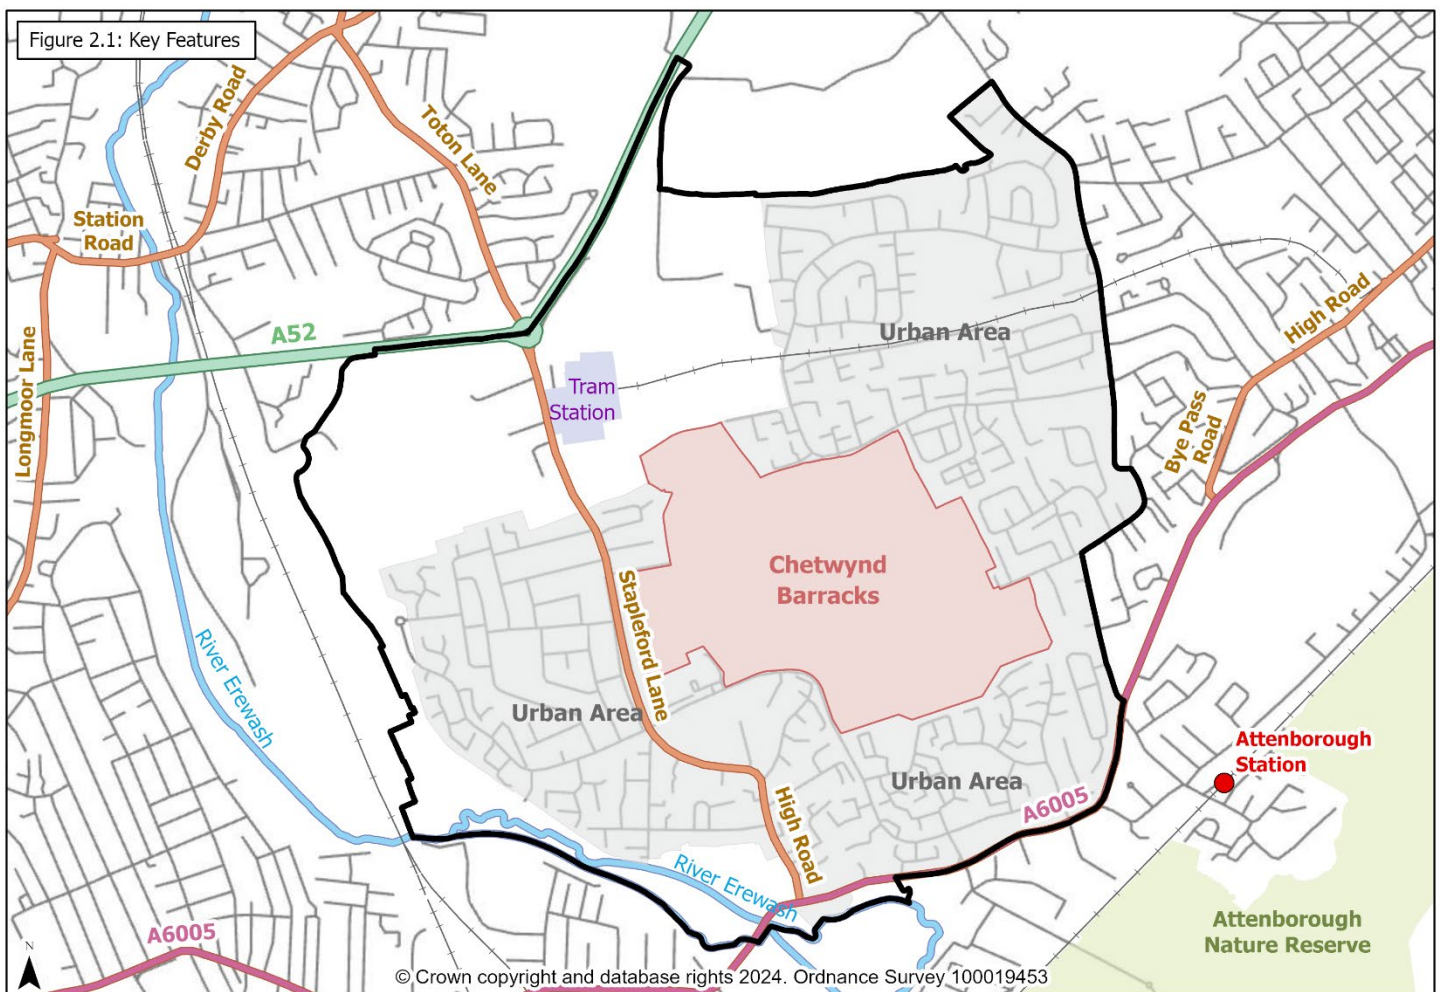 Figure 2.1: Key Features
Derby Road
Toton Lane
Station
Road
A52
Longmoor Lane
Urban Area
High Road
Tram
Station
Bye Pass
Road
Chetwynd
Barracks
Stapleford Lane
River Erewash
Urban Area
Attenborough
Station
Urban Area
A6005
High Road
River Erewash
Attenborough
Nature Reserve
A6005
N
© Crown copyright and database rights 2024. Ordnance Survey 100019453